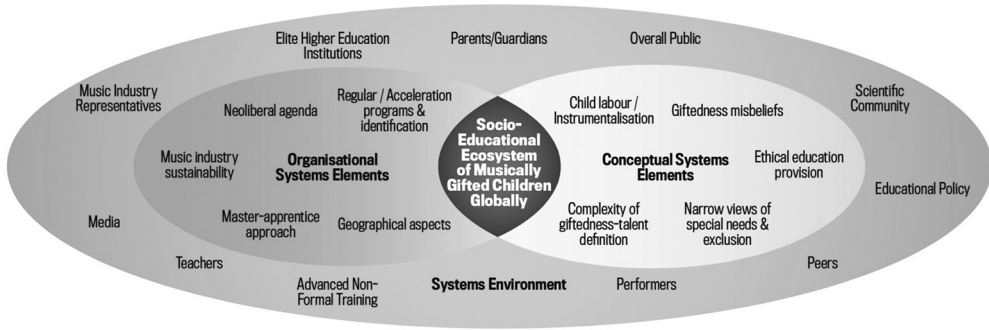 Elite Higher Education
Institutions
Parents/Guardians
Overall Public
Music Industry
Representatives
Scientific
Community
Neoliberal agenda
Regular / Acceleration
programs &
identification
Child labour /
Instrumentalisation
Giftedness misbeliefs
Socio-
Educational
Ecosystem
of Musically
Gifted Children
Globally
Music industry
sustainability
Organisational
Systems Elements
Conceptual Systems
Elements
Ethical education
provision
Educational Policy
Media
Master-apprentice
approach
Geographical aspects
Complexity of
giftedness-talent
definition
Narrow views of
special needs &
exclusion
Teachers
Peers
Advanced Non-
Formal Training
Systems Environment
Performers